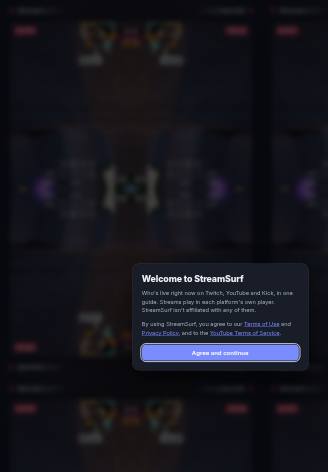 Welcome to StreamSurf
Who's live right now on Twitch, YouTube and Kick, in one
guide. Streams play in each platform's own player.
StreamSurf isn't affiliated with any of them.
By using StreamSurf, you agree to our Terms of Use and
Privacy Policy, and to the YouTube Terms of Service.
Agree and continue